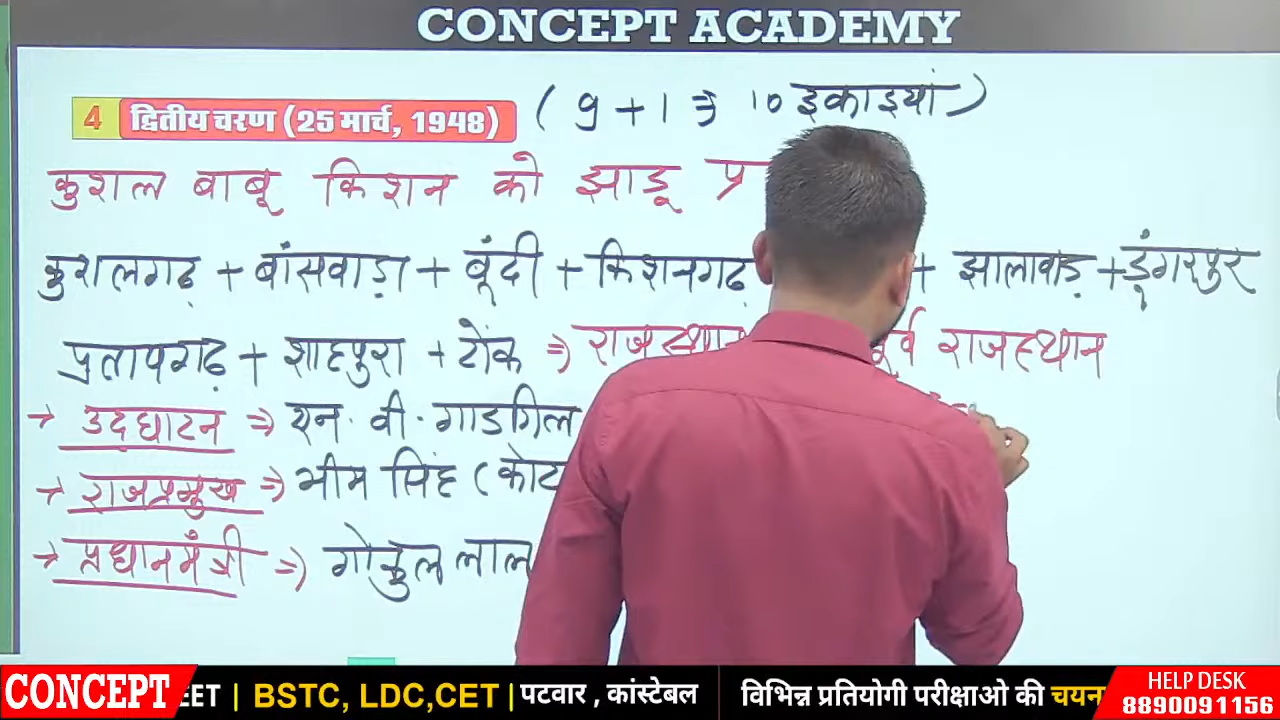 CONCEPT ACADEMY
4 द्वितीय चरण (25 मार्च, 1948) (9 + 1 ⇒ 10 इकाइयां)
कुशाल बाबू किशन को झाडू प्र
कुशलगढ़ + बांसवाड़ा + बूंदी + किशनगढ़ + झालावाड़ + डूंगरपुर
प्रतापगढ़ + शाहपुरा + टोंक ⇒ राजस्थान पूर्व राजस्थान
→ उद्घाटन ⇒ एन. वी. गाडगिल
→ राजप्रमुख ⇒ भीम सिंह (कोट
→ प्रधानमंत्री ⇒ गोकुल लाल
CONCEPT EET | BSTC, LDC,CET | पटवार , कांस्टेबल विभिन्न प्रतियोगी परीक्षाओ की चयन HELP DESK
8890091156